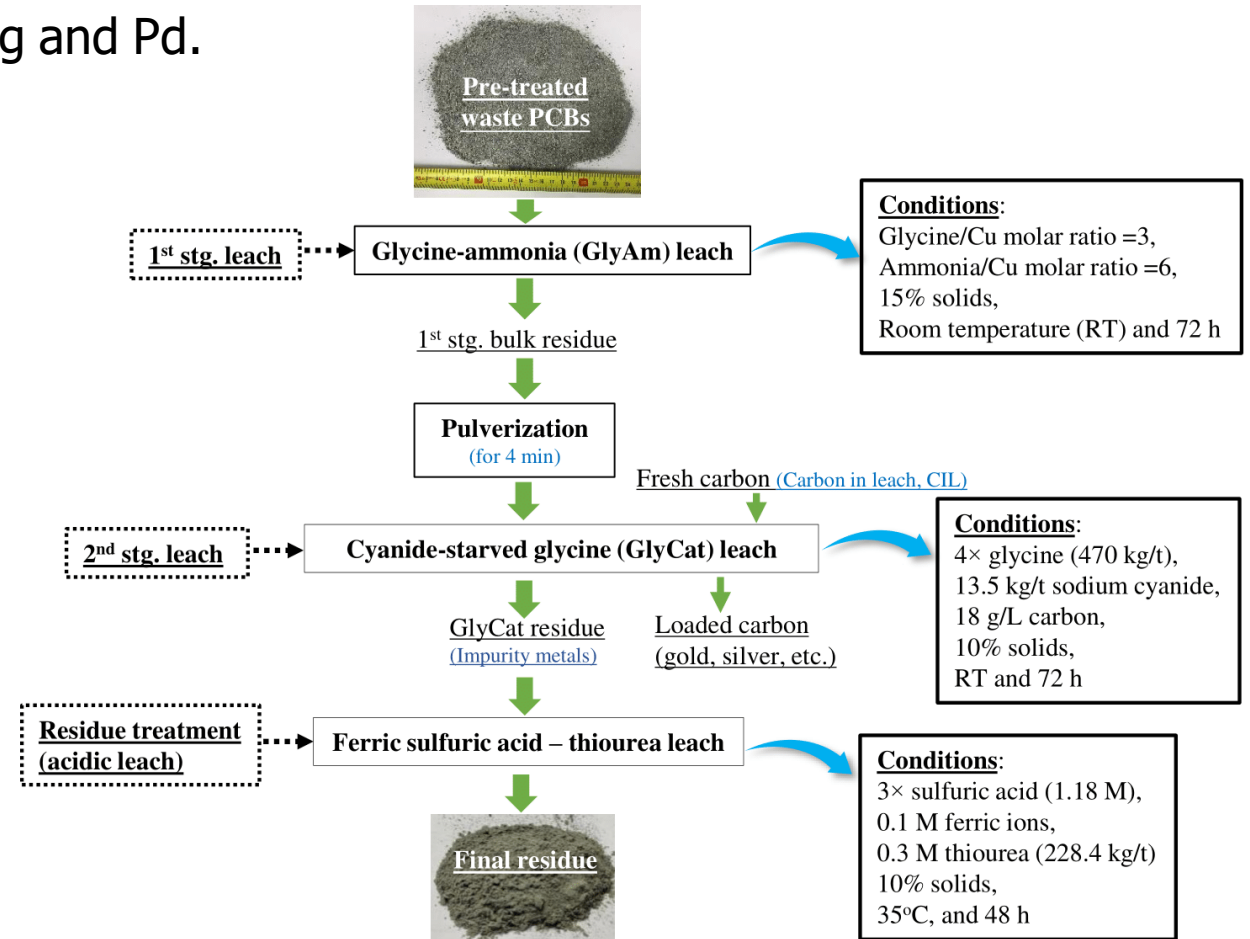 g and Pd.
Pre-treated
waste PCBs
1st stg. leach
Glycine-ammonia (GlyAm) leach
Conditions:
Glycine/Cu molar ratio =3,
Ammonia/Cu molar ratio =6,
15% solids,
Room temperature (RT) and 72 h
1st stg. bulk residue
Pulverization
(for 4 min)
Fresh carbon (Carbon in leach, CIL)
2nd stg. leach
Cyanide-starved glycine (GlyCat) leach
Conditions:
4× glycine (470 kg/t),
13.5 kg/t sodium cyanide,
18 g/L carbon,
10% solids,
RT and 72 h
GlyCat residue
(Impurity metals)
Loaded carbon
(gold, silver, etc.)
Residue treatment
(acidic leach)
Ferric sulfuric acid – thiourea leach
Conditions:
3× sulfuric acid (1.18 M),
0.1 M ferric ions,
0.3 M thiourea (228.4 kg/t)
10% solids,
35oC, and 48 h
Final residue